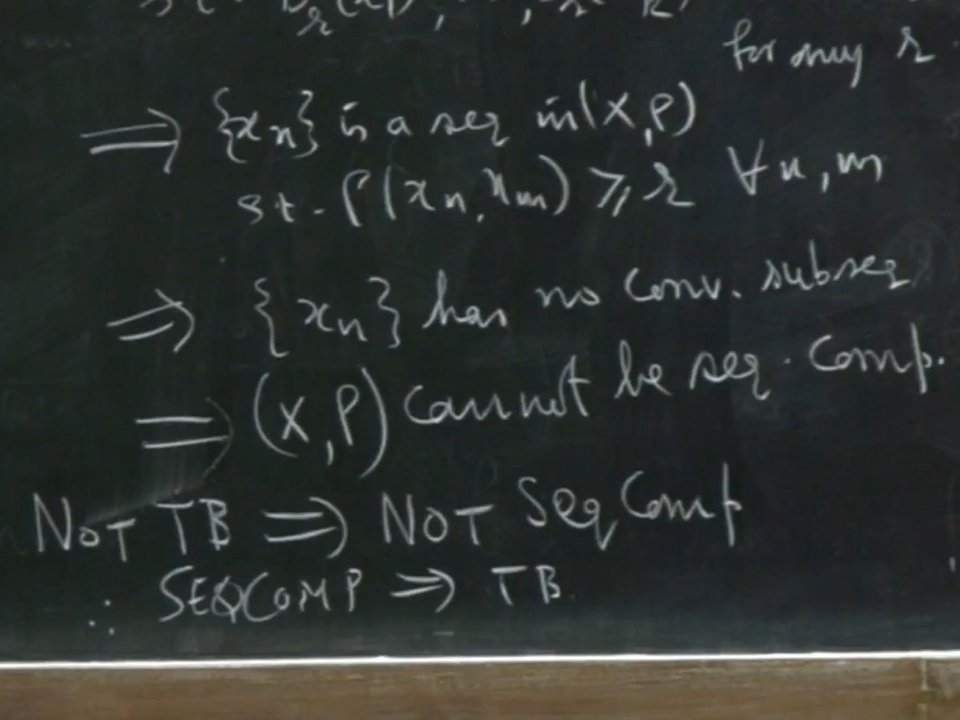 for any r
⟹ {xₙ} is a seq in (X, ρ)
st. ρ(xₙ, xₘ) ⩾ r ∀ n, m
⟹ {xₙ} has no conv. subseq
⟹ (X, ρ) cannot be seq. comp.
NOT TB ⟹ NOT Seq Comp
∴ SEQCOMP ⟹ TB